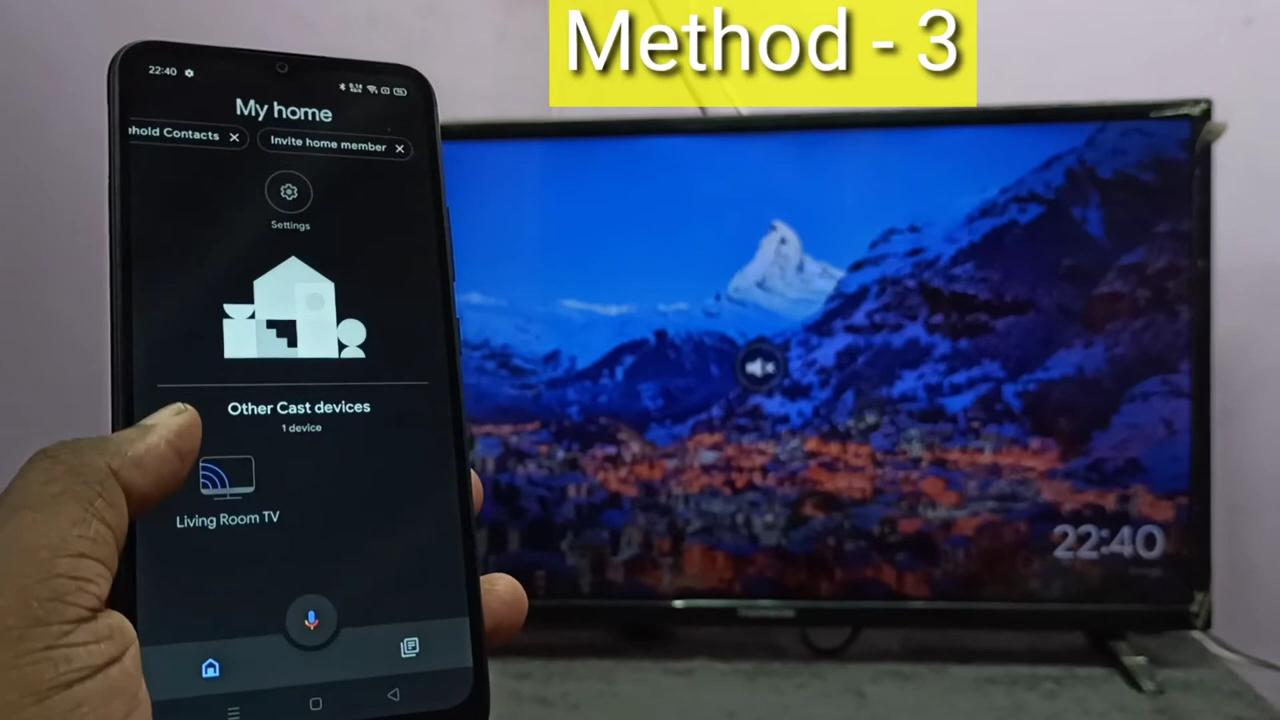 Method - 3
22:40
My home
hold Contacts
Invite home member
Settings
Other Cast devices
1 device
Living Room TV
22:40